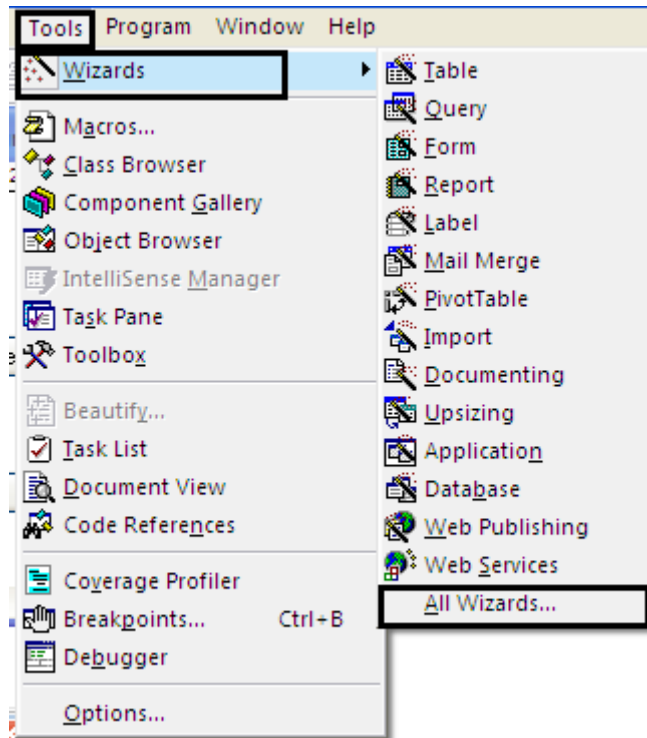 Tools Program Window Help
Wizards
Macros...
Class Browser
Component Gallery
Object Browser
IntelliSense Manager
Task Pane
Toolbox
Beautify...
Task List
Document View
Code References
Coverage Profiler
Breakpoints... Ctrl+B
Debugger
Options...
Table
Query
Form
Report
Label
Mail Merge
PivotTable
Import
Documenting
Upsizing
Application
Database
Web Publishing
Web Services
All Wizards...